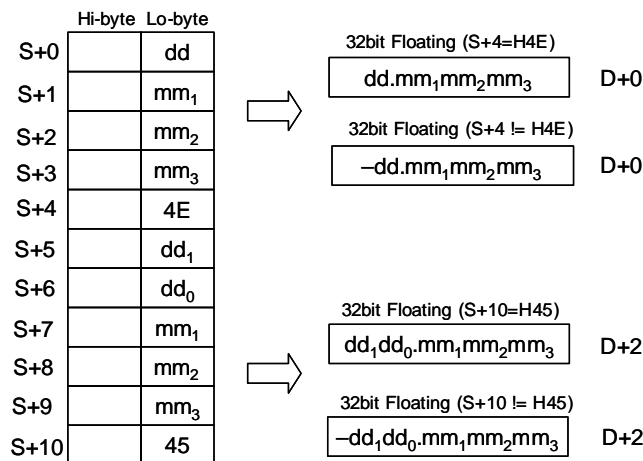 Hi-byte Lo-byte
S+0 dd
S+1 mm₁
S+2 mm₂
S+3 mm₃
S+4 4E
S+5 dd₁
S+6 dd₀
S+7 mm₁
S+8 mm₂
S+9 mm₃
S+10 45
32bit Floating (S+4=H4E)
dd.mm₁mm₂mm₃ D+0
32bit Floating (S+4 != H4E)
–dd.mm₁mm₂mm₃ D+0
32bit Floating (S+10=H45)
dd₁dd₀.mm₁mm₂mm₃ D+2
32bit Floating (S+10 != H45)
–dd₁dd₀.mm₁mm₂mm₃ D+2